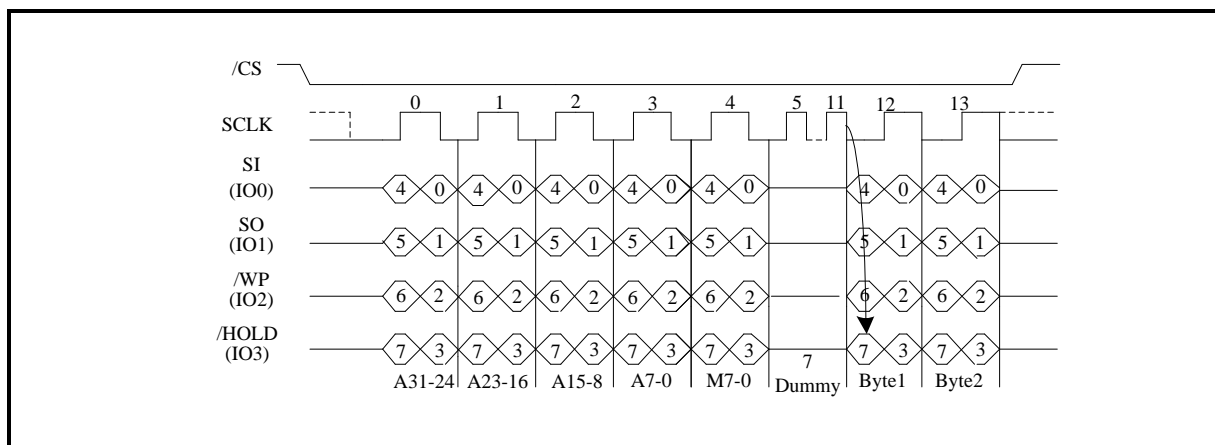 /CS
0 1 2 3 4 5 11 12 13
SCLK
SI
(IO0)
4 0 4 0 4 0 4 0 4 0 4 0 4 0
SO
(IO1)
5 1 5 1 5 1 5 1 5 1 5 1 5 1
/WP
(IO2)
6 2 6 2 6 2 6 2 6 2 6 2 6 2
/HOLD
(IO3)
7 3 7 3 7 3 7 3 7 3 7 7 3 7 3
A31-24 A23-16 A15-8 A7-0 M7-0 Dummy Byte1 Byte2